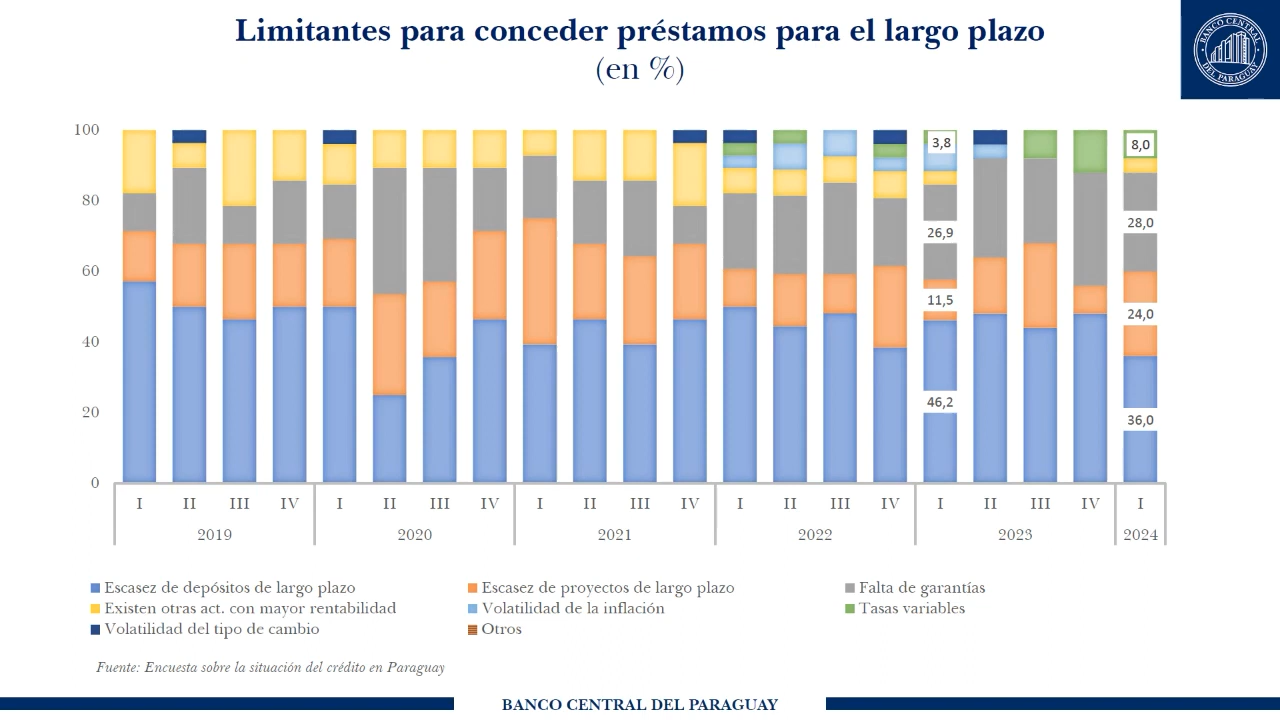 Limitantes para conceder préstamos para el largo plazo
(en %)
BANCO CENTRAL
DEL PARAGUAY
100
80
60
40
20
0
3,8
26,9
11,5
46,2
8,0
28,0
24,0
36,0
I II III IV I II III IV I II III IV I II III IV I II III IV I
2019 2020 2021 2022 2023 2024
Escasez de depósitos de largo plazo Escasez de proyectos de largo plazo Falta de garantías
Existen otras act. con mayor rentabilidad Volatilidad de la inflación Tasas variables
Volatilidad del tipo de cambio Otros
Fuente: Encuesta sobre la situación del crédito en Paraguay
BANCO CENTRAL DEL PARAGUAY